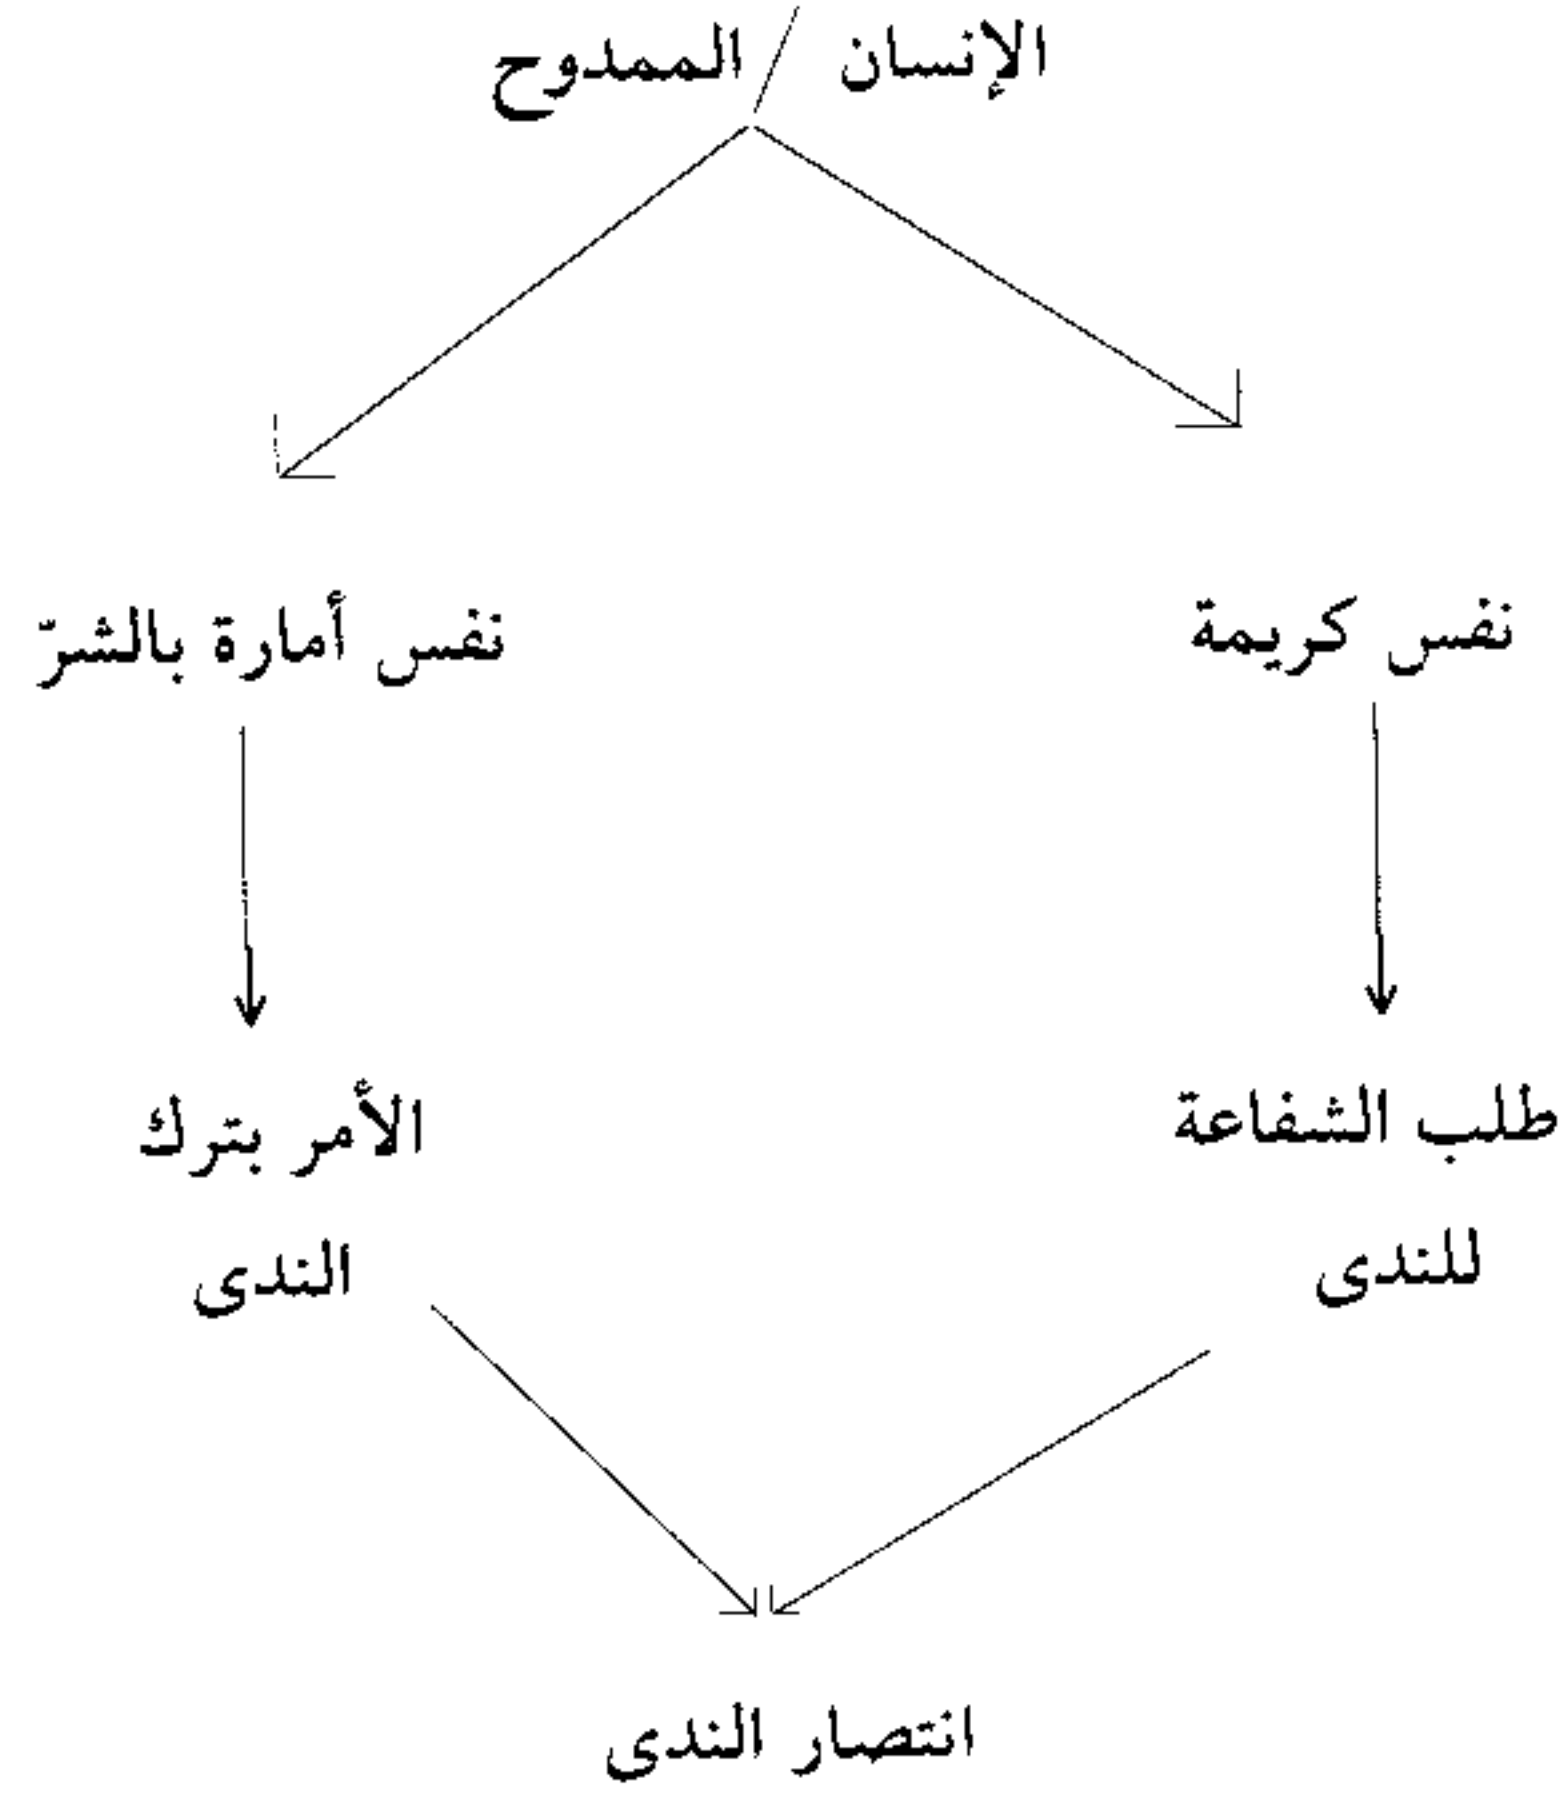 الإنسان / الممدوح
نفس كريمة
نفس أمارة بالشرّ
طلب الشفاعة
للندى
الأمر بترك
الندى
انتصار الندى